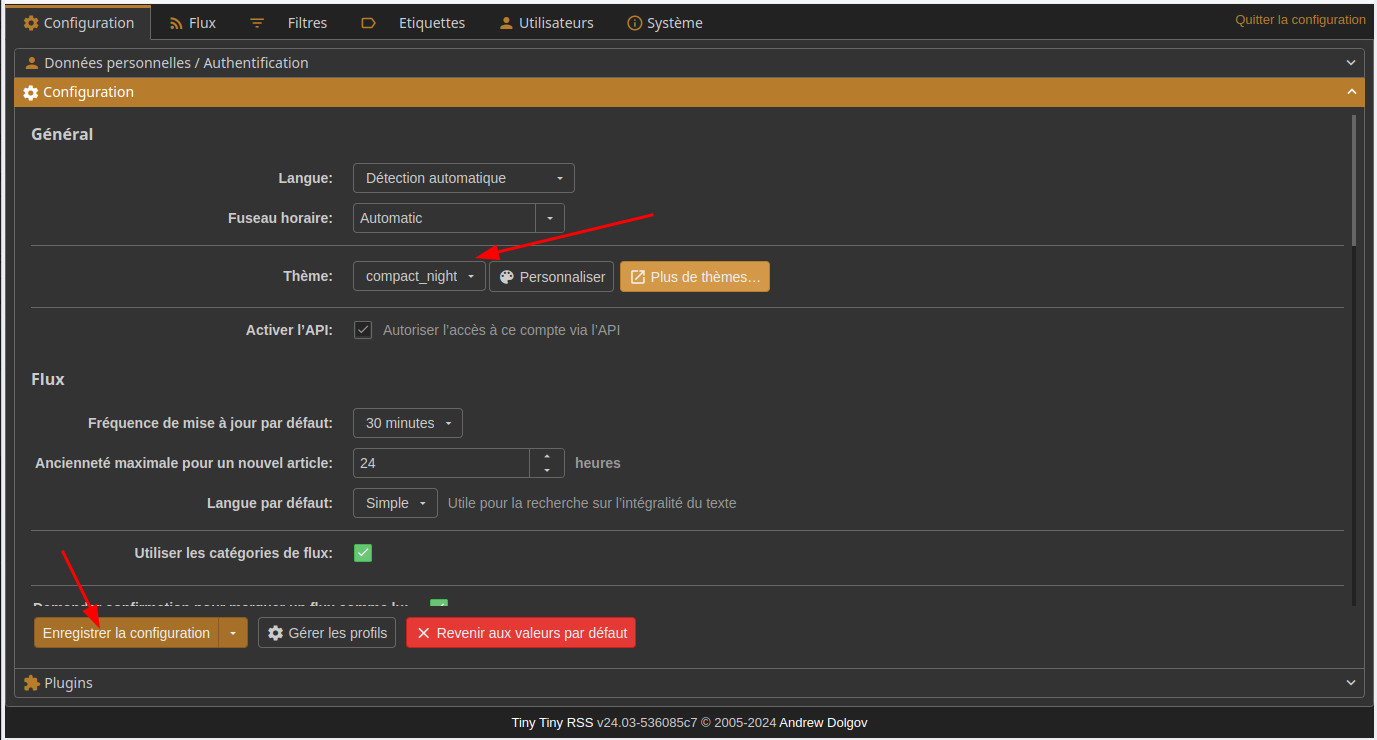 Configuration Flux Filtres Etiquettes Utilisateurs Système Quitter la configuration
Données personnelles / Authentification
Configuration
Général
Langue: Détection automatique
Fuseau horaire: Automatic
Thème: compact_night Personnaliser Plus de thèmes…
Activer l’API: Autoriser l’accès à ce compte via l’API
Flux
Fréquence de mise à jour par défaut: 30 minutes
Ancienneté maximale pour un nouvel article: 24 heures
Langue par défaut: Simple Utile pour la recherche sur l’intégralité du texte
Utiliser les catégories de flux:
Enregistrer la configuration Gérer les profils Revenir aux valeurs par défaut
Plugins
Tiny Tiny RSS v24.03-536085c7 © 2005-2024 Andrew Dolgov